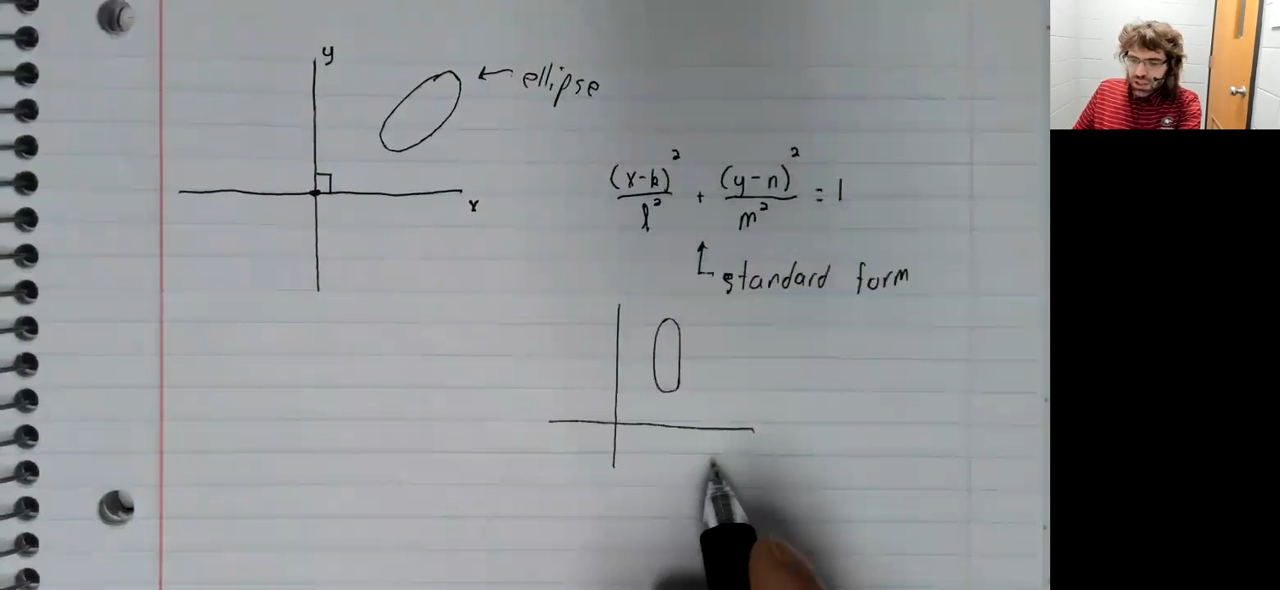 y
← ellipse
x
(x-k)²/l² + (y-n)²/m² = 1
standard form